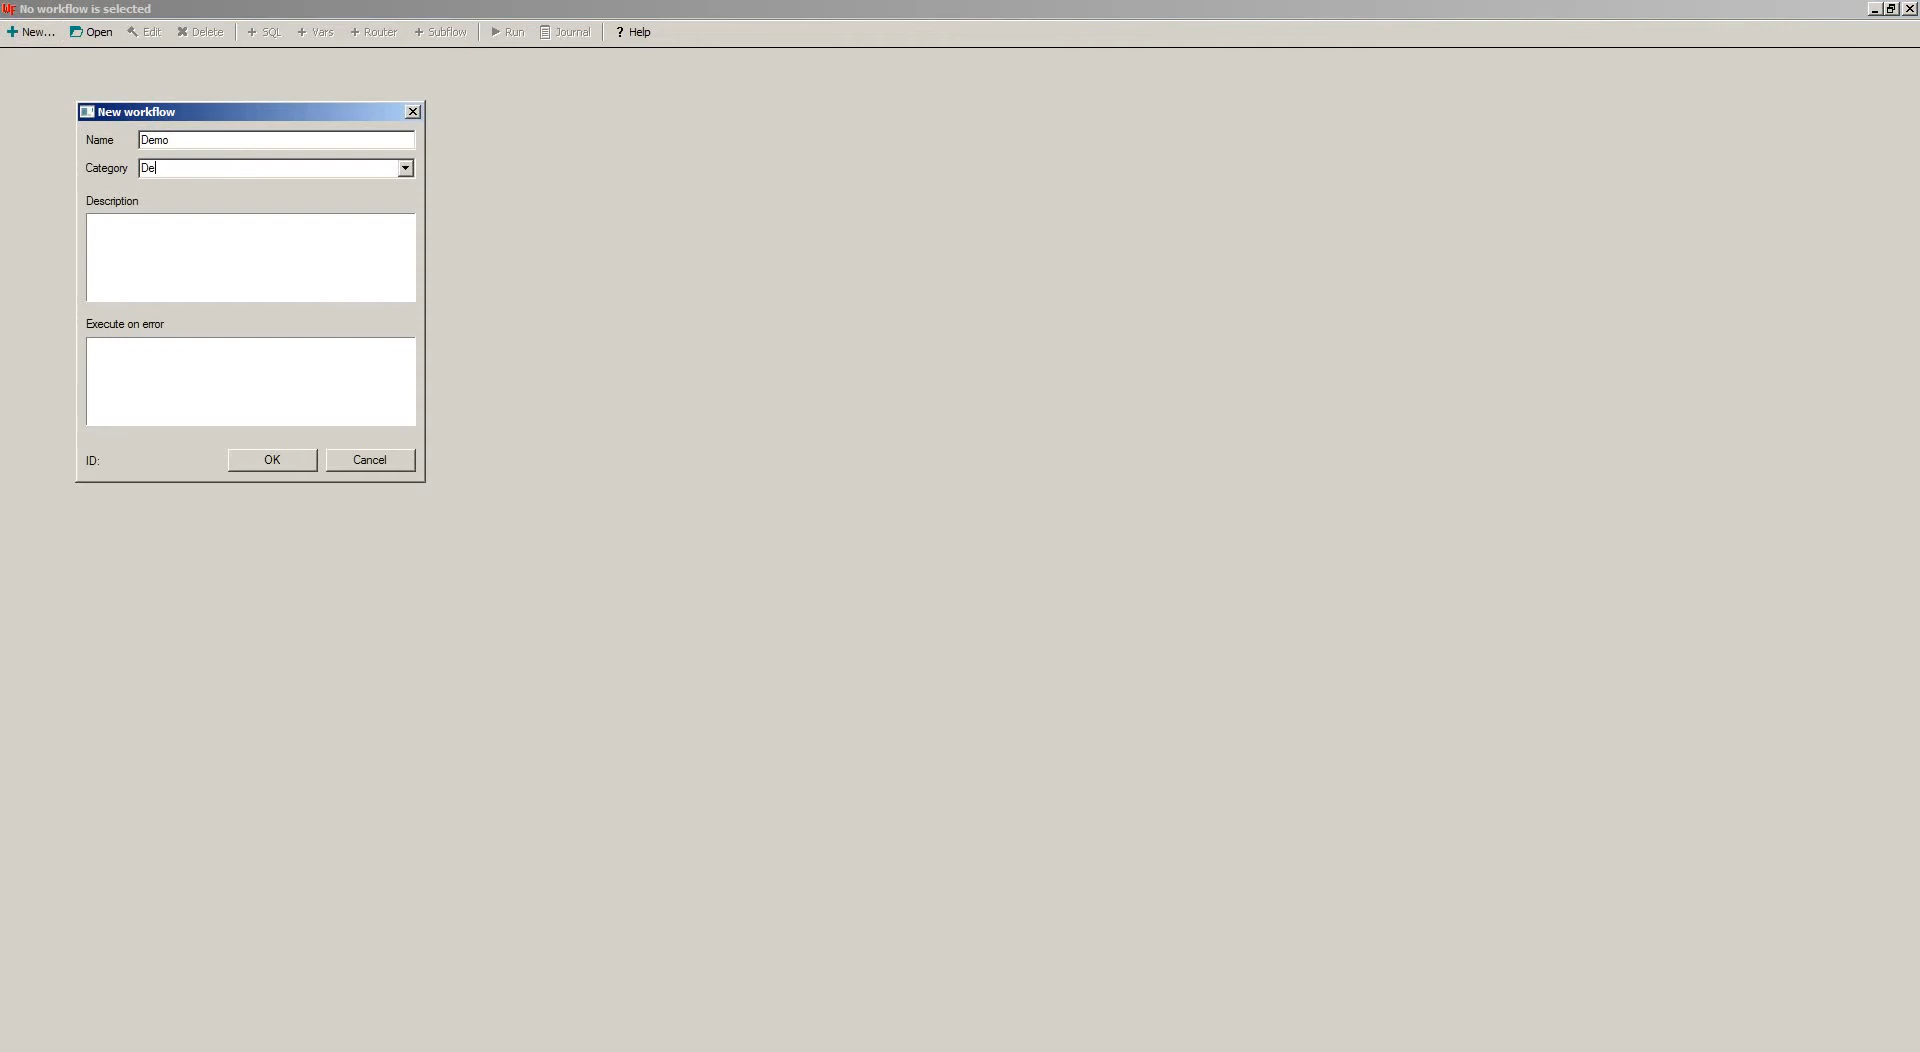 WF No workflow is selected
New... Open Edit Delete + SQL + Vars + Router + Subflow Run Journal ? Help
New workflow
Name Demo
Category De
Description
Execute on error
ID: OK Cancel